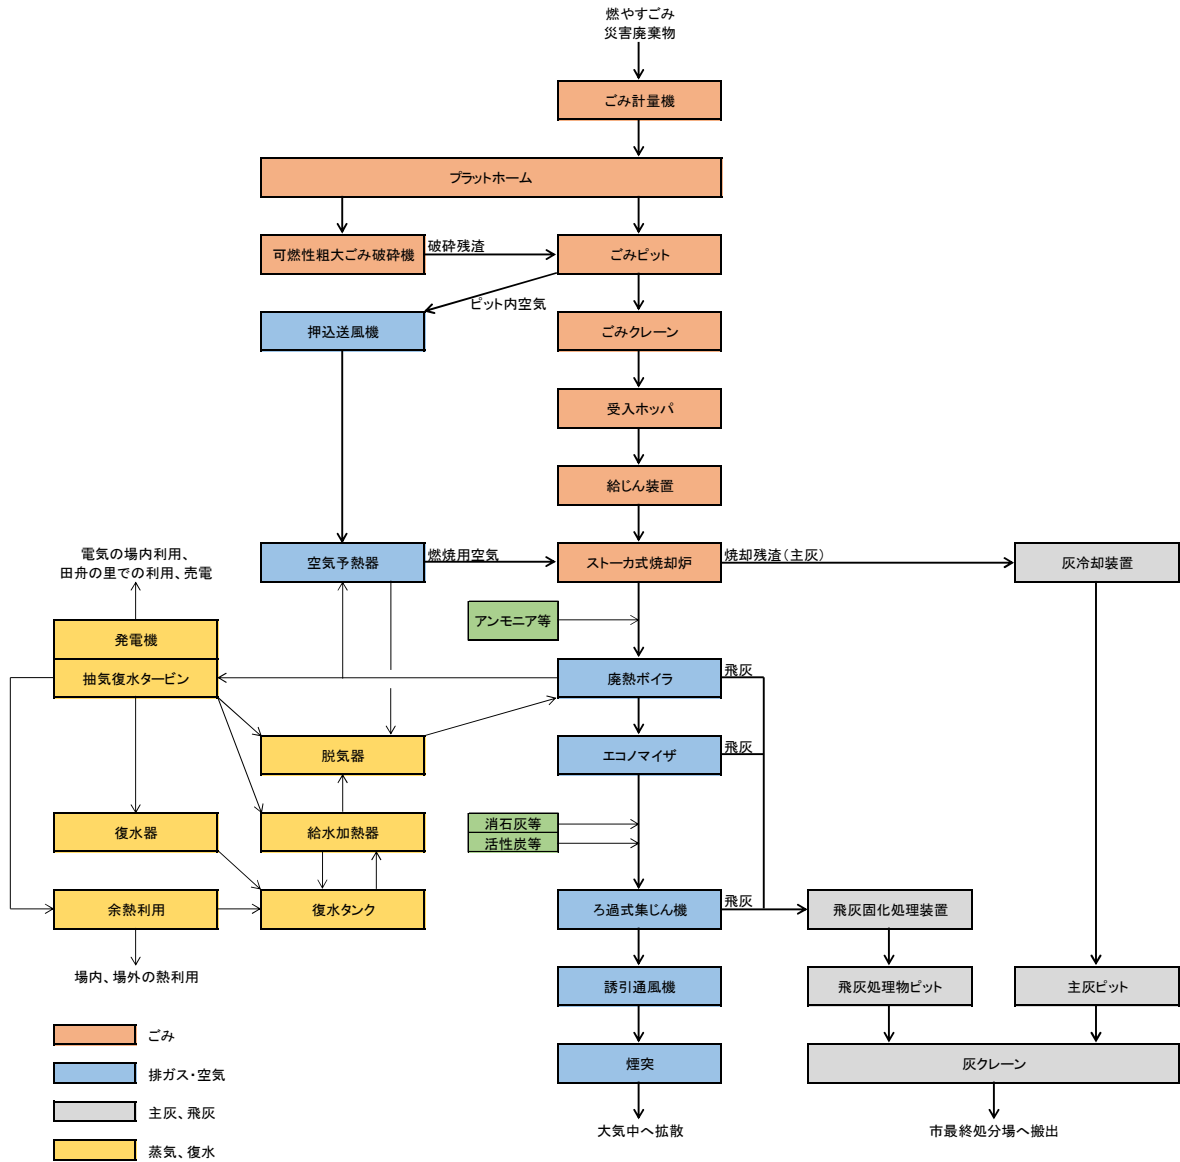 燃やすごみ
災害廃棄物
ごみ計量機
プラットホーム
可燃性粗大ごみ破砕機
破砕残渣
ごみピット
ピット内空気
押込送風機
ごみクレーン
受入ホッパ
給じん装置
電気の場内利用、
田舟の里での利用、売電
空気予熱器
燃焼用空気
ストーカ式焼却炉
焼却残渣(主灰)
灰冷却装置
アンモニア等
発電機
抽気復水タービン
廃熱ボイラ
飛灰
脱気器
エコノマイザ
飛灰
復水器
給水加熱器
消石灰等
活性炭等
余熱利用
復水タンク
ろ過式集じん機
飛灰
飛灰固化処理装置
場内、場外の熱利用
誘引通風機
飛灰処理物ピット
主灰ピット
ごみ
排ガス・空気
主灰、飛灰
蒸気、復水
煙突
灰クレーン
大気中へ拡散
市最終処分場へ搬出